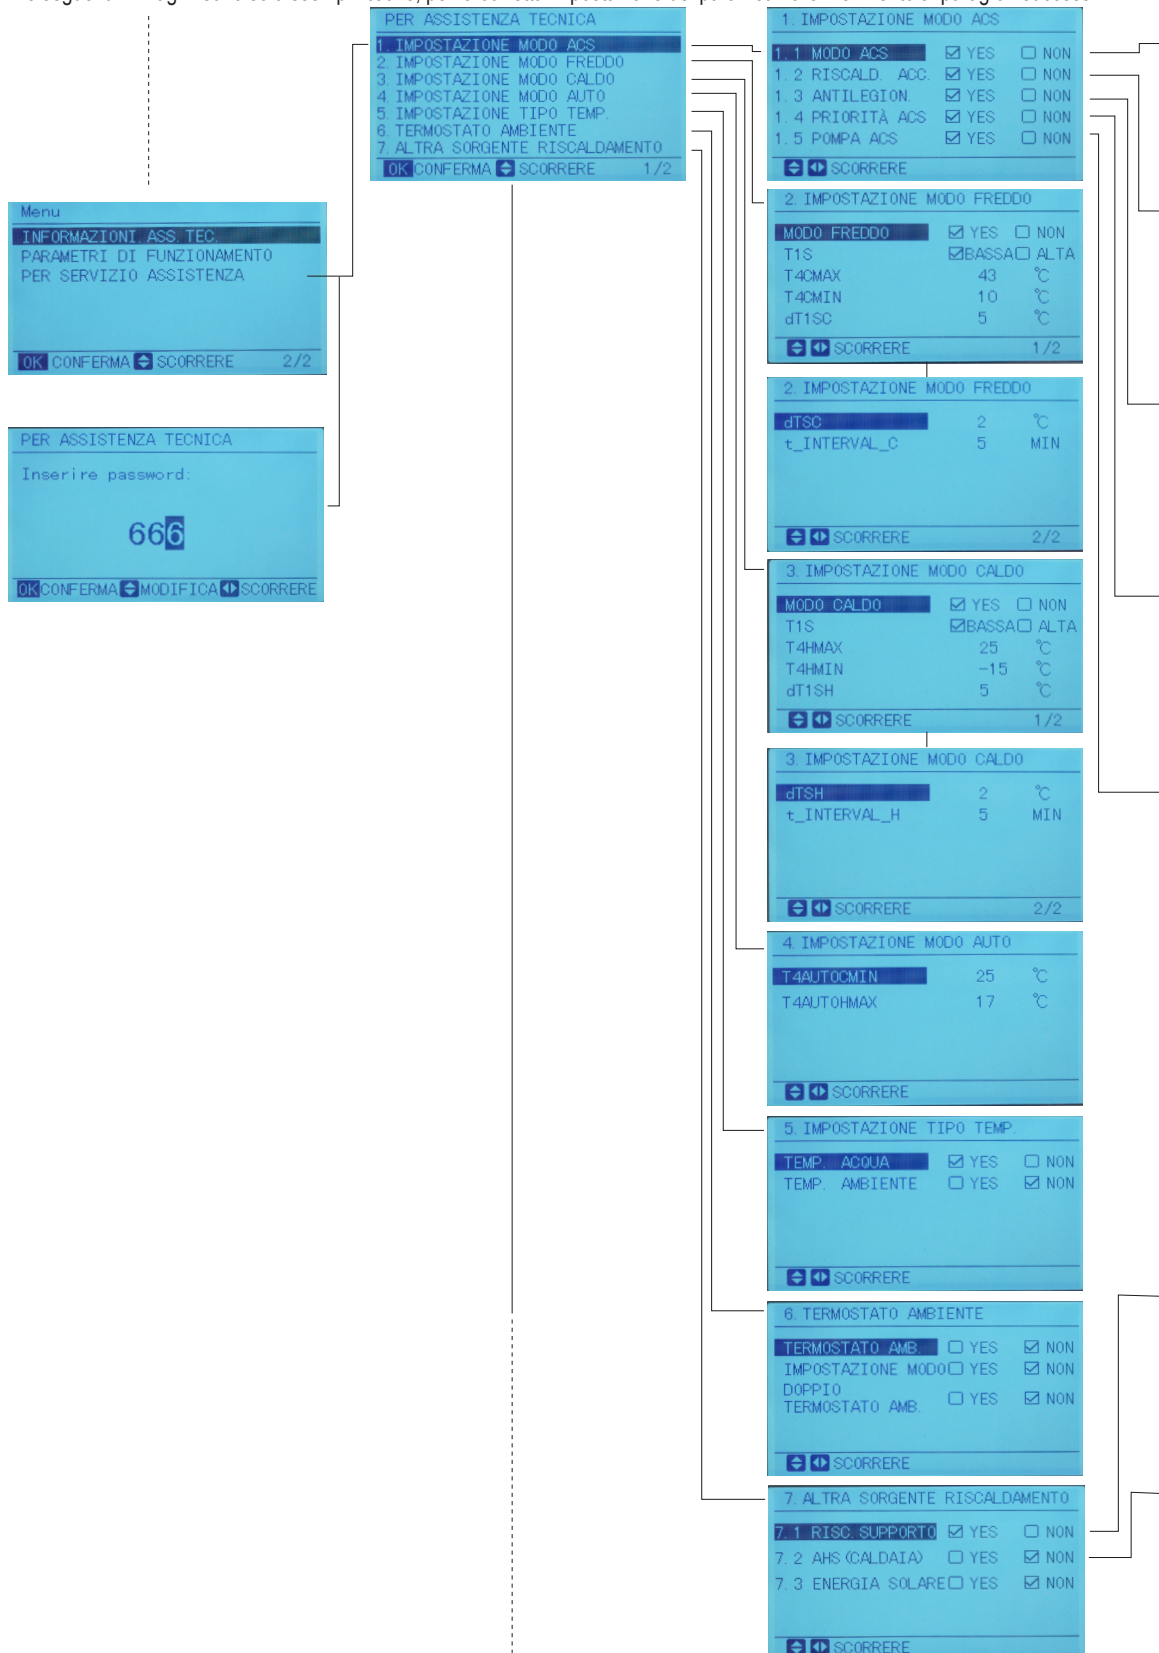 PER ASSISTENZA TECNICA
1. IMPOSTAZIONE MODO ACS
2. IMPOSTAZIONE MODO FREDDO
3. IMPOSTAZIONE MODO CALDO
4. IMPOSTAZIONE MODO AUTO
5. IMPOSTAZIONE TIPO TEMP.
6. TERMOSTATO AMBIENTE
7. ALTRA SORGENTE RISCALDAMENTO
OK CONFERMA SCORRERE 1/2
Menu
INFORMAZIONI ASS. TEC.
PARAMETRI DI FUNZIONAMENTO
PER SERVIZIO ASSISTENZA
OK CONFERMA SCORRERE 2/2
PER ASSISTENZA TECNICA
Inserire password:
666
OK CONFERMA MODIFICA SCORRERE
1. IMPOSTAZIONE MODO ACS
1.1 MODO ACS YES NON
1.2 RISCALD. ACC. YES NON
1.3 ANTILEGION. YES NON
1.4 PRIORITÀ ACS YES NON
1.5 POMPA ACS YES NON
SCORRERE
2. IMPOSTAZIONE MODO FREDDO
MODO FREDDO YES NON
T1S BASSA ALTA
T4CMAX 43 °C
T4CMIN 10 °C
dT1SC 5 °C
SCORRERE 1/2
2. IMPOSTAZIONE MODO FREDDO
dTSC 2 °C
t_INTERVAL_C 5 MIN
SCORRERE 2/2
3. IMPOSTAZIONE MODO CALDO
MODO CALDO YES NON
T1S BASSA ALTA
T4HMAX 25 °C
T4HMIN -15 °C
dT1SH 5 °C
SCORRERE 1/2
3. IMPOSTAZIONE MODO CALDO
dTSH 2 °C
t_INTERVAL_H 5 MIN
SCORRERE 2/2
4. IMPOSTAZIONE MODO AUTO
T4AUTOCMIN 25 °C
T4AUTOHMAX 17 °C
SCORRERE
5. IMPOSTAZIONE TIPO TEMP.
TEMP. ACQUA YES NON
TEMP. AMBIENTE YES NON
SCORRERE
6. TERMOSTATO AMBIENTE
TERMOSTATO AMB. YES NON
IMPOSTAZIONE MODO YES NON
DOPPIO
TERMOSTATO AMB. YES NON
SCORRERE
7. ALTRA SORGENTE RISCALDAMENTO
7.1 RISC. SUPPORTO YES NON
7.2 AHS (CALDAIA) YES NON
7.3 ENERGIA SOLARE YES NON
SCORRERE